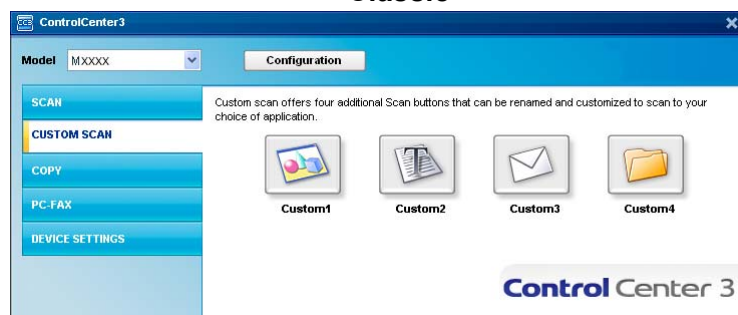 ControlCenter3
Model MXXXX Configuration
SCAN
CUSTOM SCAN
COPY
PC-FAX
DEVICE SETTINGS
Custom scan offers four additional Scan buttons that can be renamed and customized to scan to your
choice of application.
Custom1 Custom2 Custom3 Custom4
Control Center 3